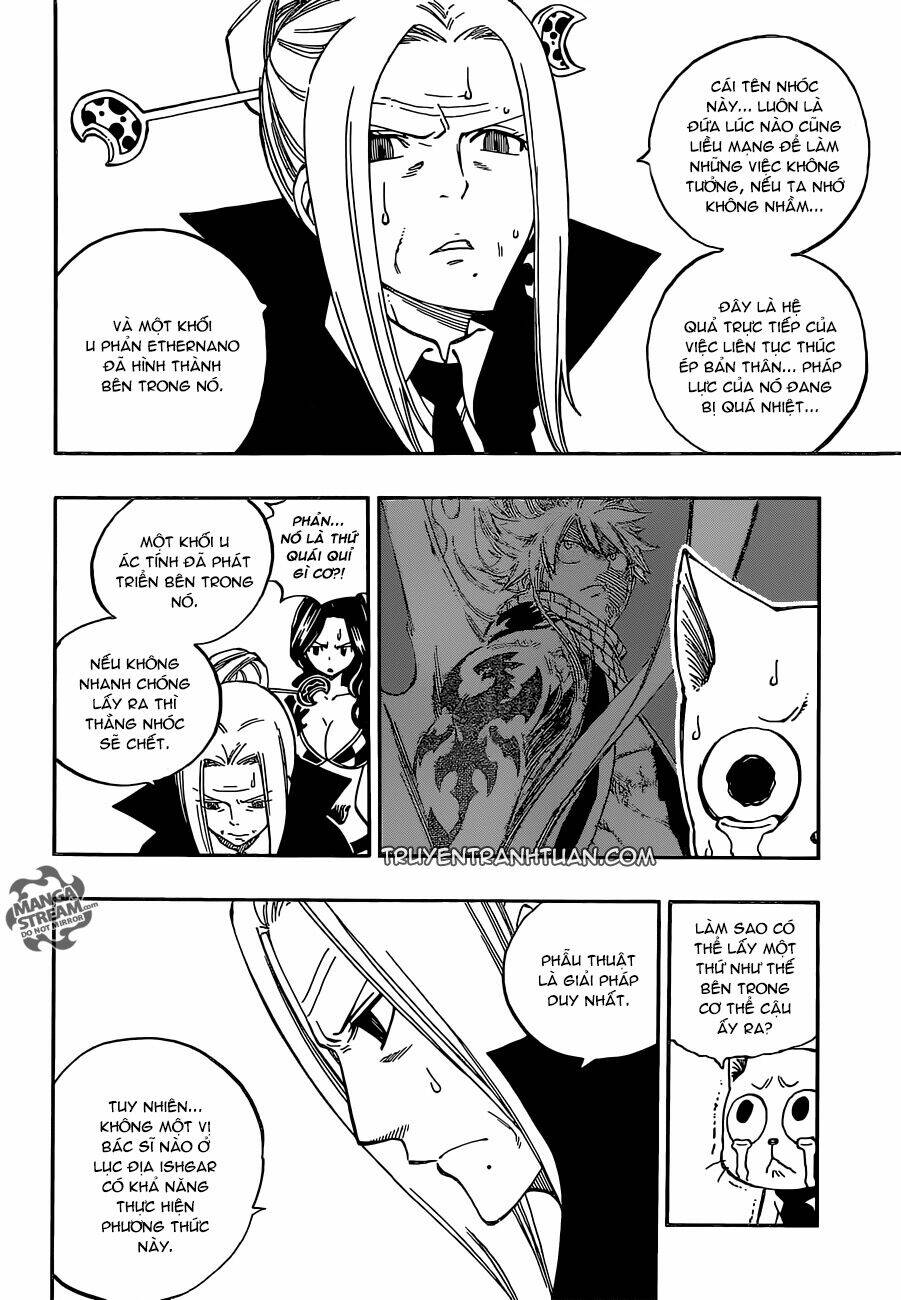 CÁI TÊN NHÓC
NÀY... LUÔN LÀ
ĐỨA LÚC NÀO CŨNG
LIỀU MẠNG ĐỂ LÀM
NHỮNG VIỆC KHÔNG
TƯỞNG, NẾU TA NHỚ
KHÔNG NHẦM...
ĐÂY LÀ HỆ
QUẢ TRỰC TIẾP CỦA
VIỆC LIÊN TỤC THÚC
ÉP BẢN THÂN... PHÁP
LỰC CỦA NÓ ĐANG
BỊ QUÁ NHIỆT...
VÀ MỘT KHỐI
U PHẢN ETHERNANO
ĐÃ HÌNH THÀNH
BÊN TRONG NÓ.
PHẢN...
NÓ LÀ THỨ
QUÁI QUỈ
GÌ CƠ?!
MỘT KHỐI U
ÁC TÍNH ĐÃ PHÁT
TRIỂN BÊN TRONG
NÓ.
NẾU KHÔNG
NHANH CHÓNG
LẤY RA THÌ
THẰNG NHÓC
SẼ CHẾT.
TRUYENTRANHTUAN.COM
MANGA
STREAM.com
DO NOT MIRROR
LÀM SAO CÓ
THỂ LẤY MỘT
THỨ NHƯ THẾ
BÊN TRONG
CƠ THỂ CẬU
ẤY RA?
PHẪU THUẬT
LÀ GIẢI PHÁP
DUY NHẤT.
TUY NHIÊN...
KHÔNG MỘT VỊ
BÁC SĨ NÀO Ở
LỤC ĐỊA ISHGAR
CÓ KHẢ NĂNG
THỰC HIỆN
PHƯƠNG THỨC
NÀY.